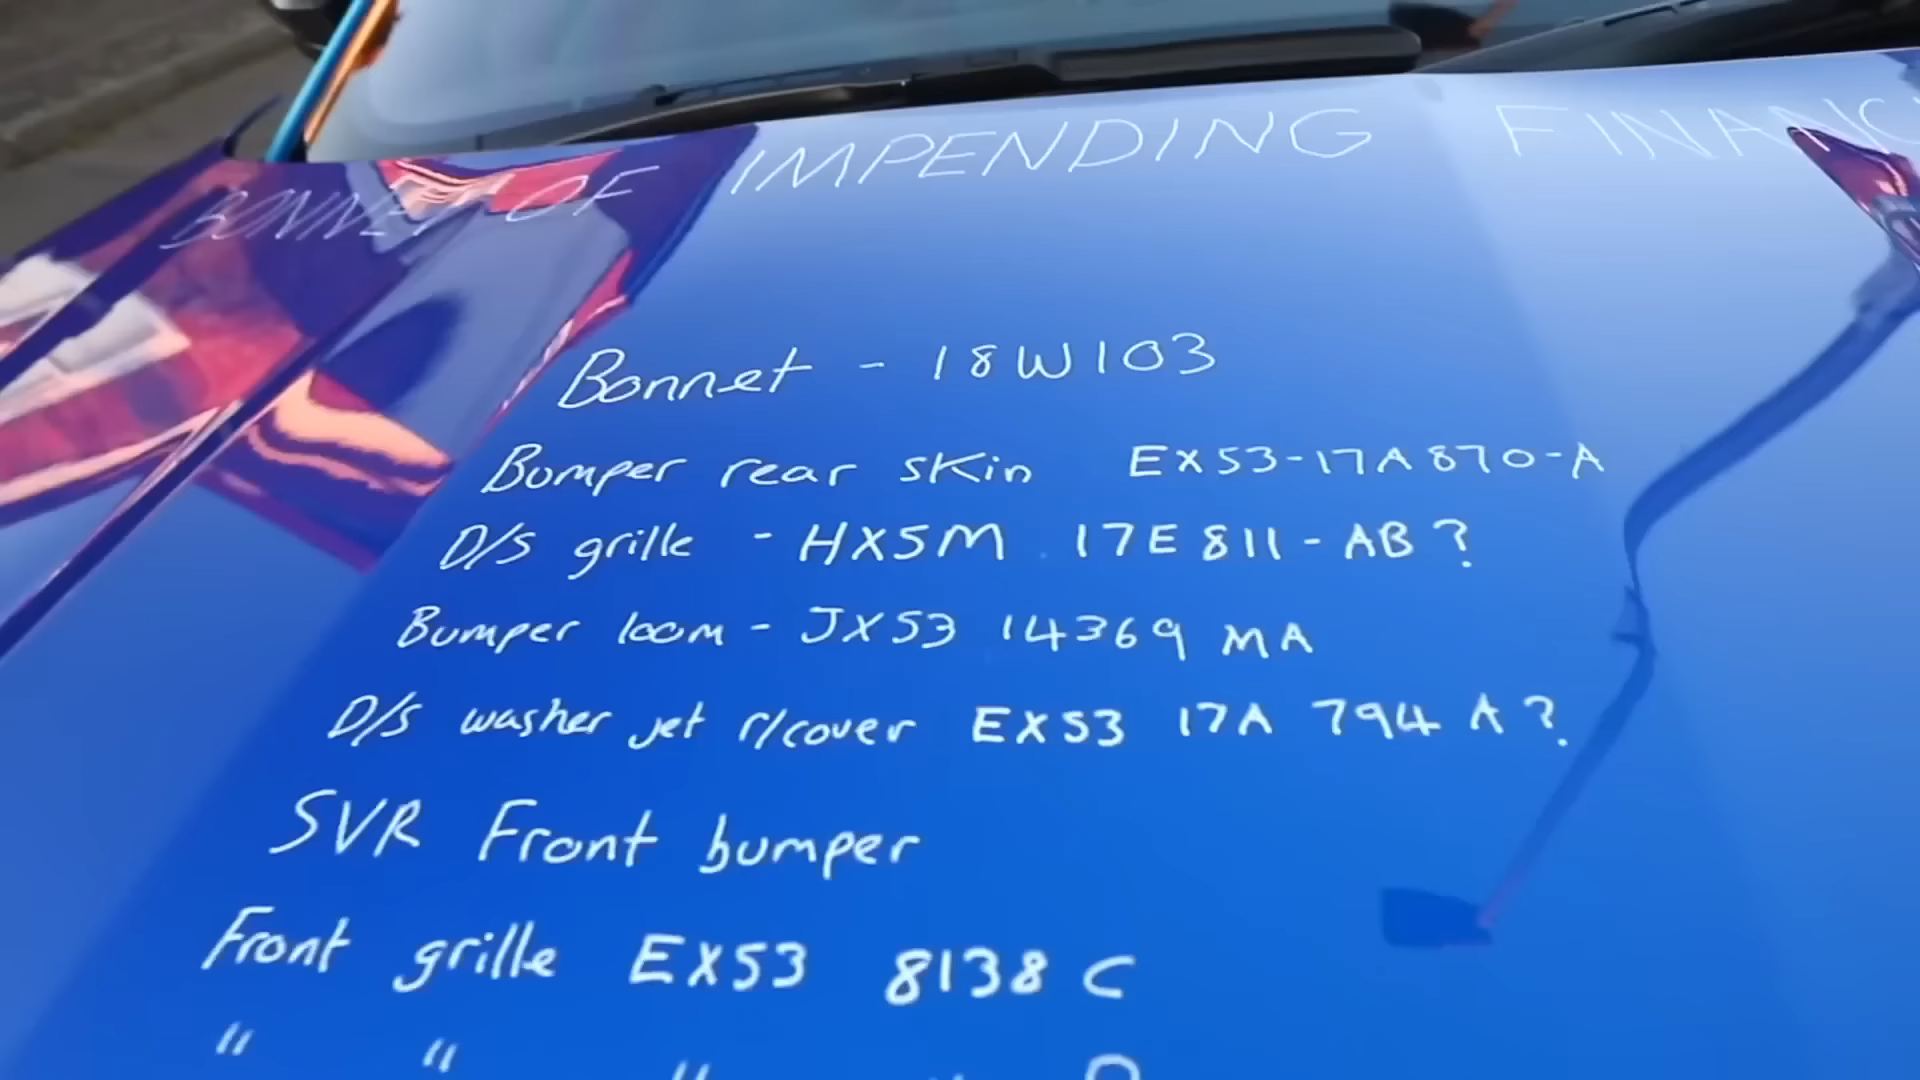 BONNET OF IMPENDING FINANC
Bonnet - 18W103
Bumper rear skin EX53-17A870-A
D/S grille - HX5M 17E811-AB?
Bumper loom - JX53 14369 MA
D/S washer jet r/cover EX53 17A 794 A?
SVR Front bumper
Front grille EX53 8138 C
" " " "